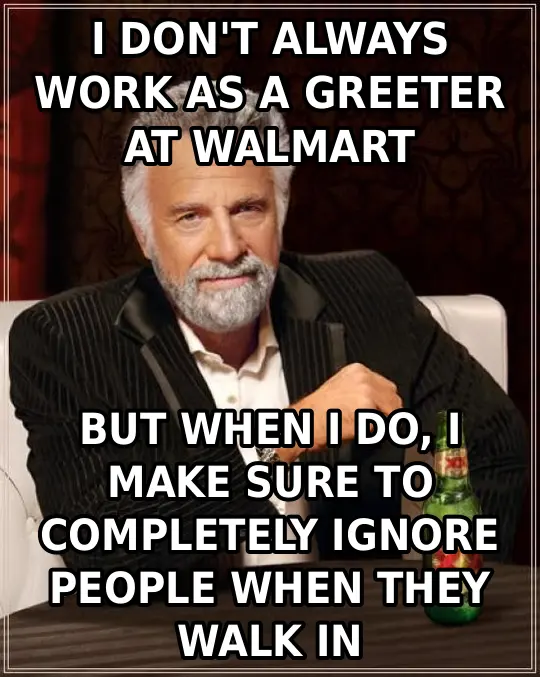 I DON'T ALWAYS
WORK AS A GREETER
AT WALMART
BUT WHEN I DO, I
MAKE SURE TO
COMPLETELY IGNORE
PEOPLE WHEN THEY
WALK IN